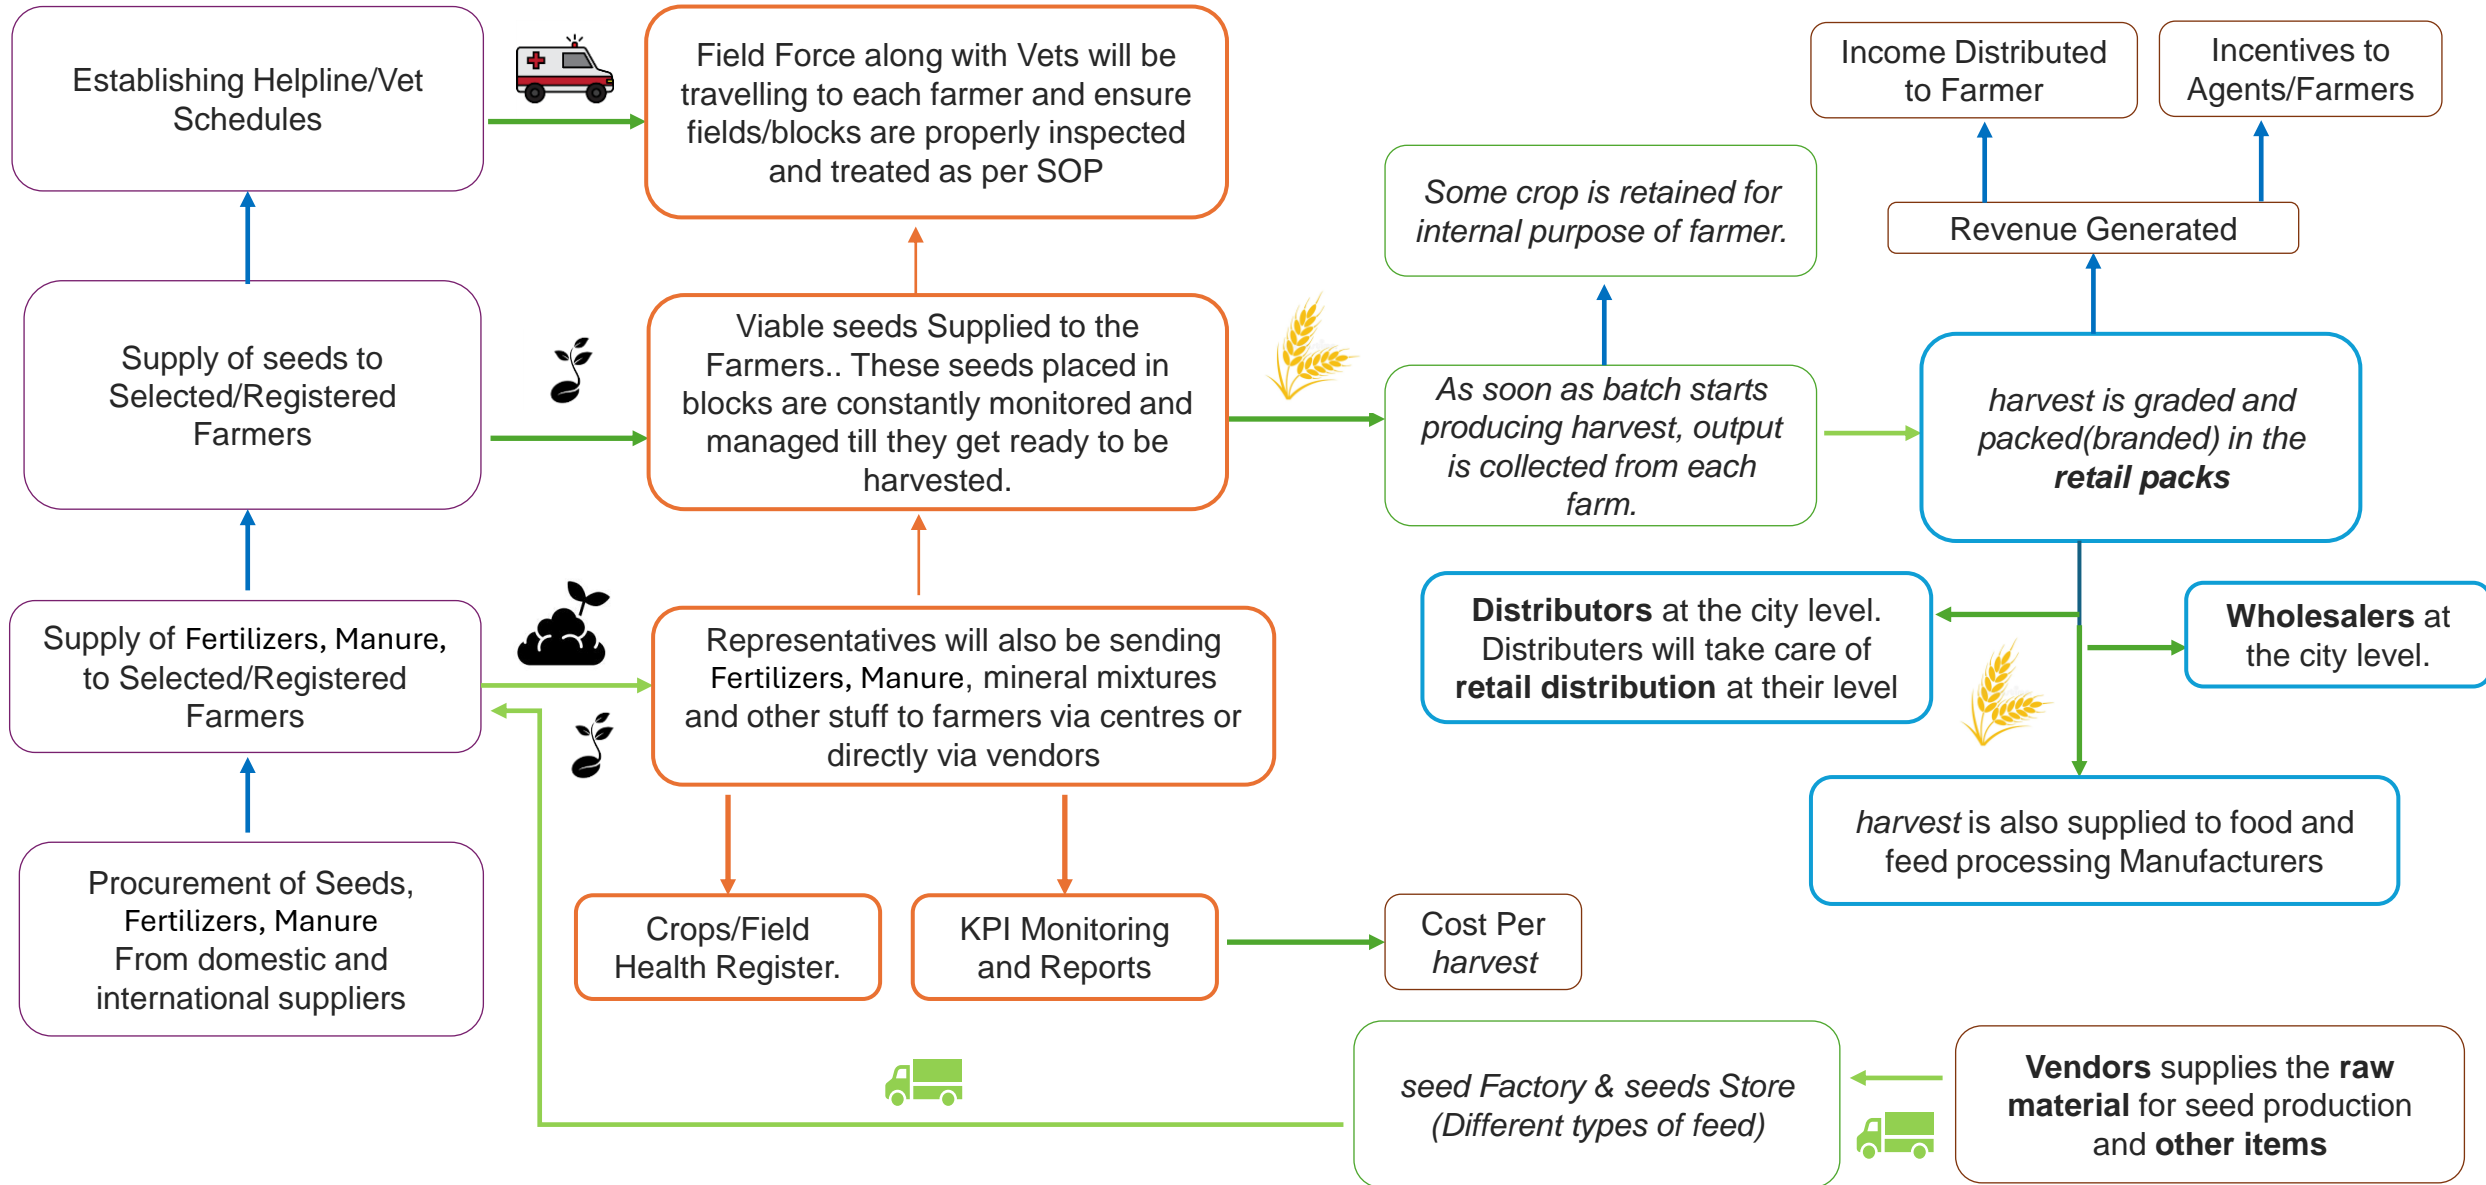 Establishing Helpline/Vet
Schedules
Field Force along with Vets will be
travelling to each farmer and ensure
fields/blocks are properly inspected
and treated as per SOP
Income Distributed
to Farmer
Incentives to
Agents/Farmers
Some crop is retained for
internal purpose of farmer.
Revenue Generated
Supply of seeds to
Selected/Registered
Farmers
Viable seeds Supplied to the
Farmers.. These seeds placed in
blocks are constantly monitored and
managed till they get ready to be
harvested.
As soon as batch starts
producing harvest, output
is collected from each
farm.
harvest is graded and
packed(branded) in the
retail packs
Supply of Fertilizers, Manure,
to Selected/Registered
Farmers
Representatives will also be sending
Fertilizers, Manure, mineral mixtures
and other stuff to farmers via centres or
directly via vendors
Distributors at the city level.
Distributers will take care of
retail distribution at their level
Wholesalers at
the city level.
harvest is also supplied to food and
feed processing Manufacturers
Procurement of Seeds,
Fertilizers, Manure
From domestic and
international suppliers
Crops/Field
Health Register.
KPI Monitoring
and Reports
Cost Per
harvest
seed Factory & seeds Store
(Different types of feed)
Vendors supplies the raw
material for seed production
and other items